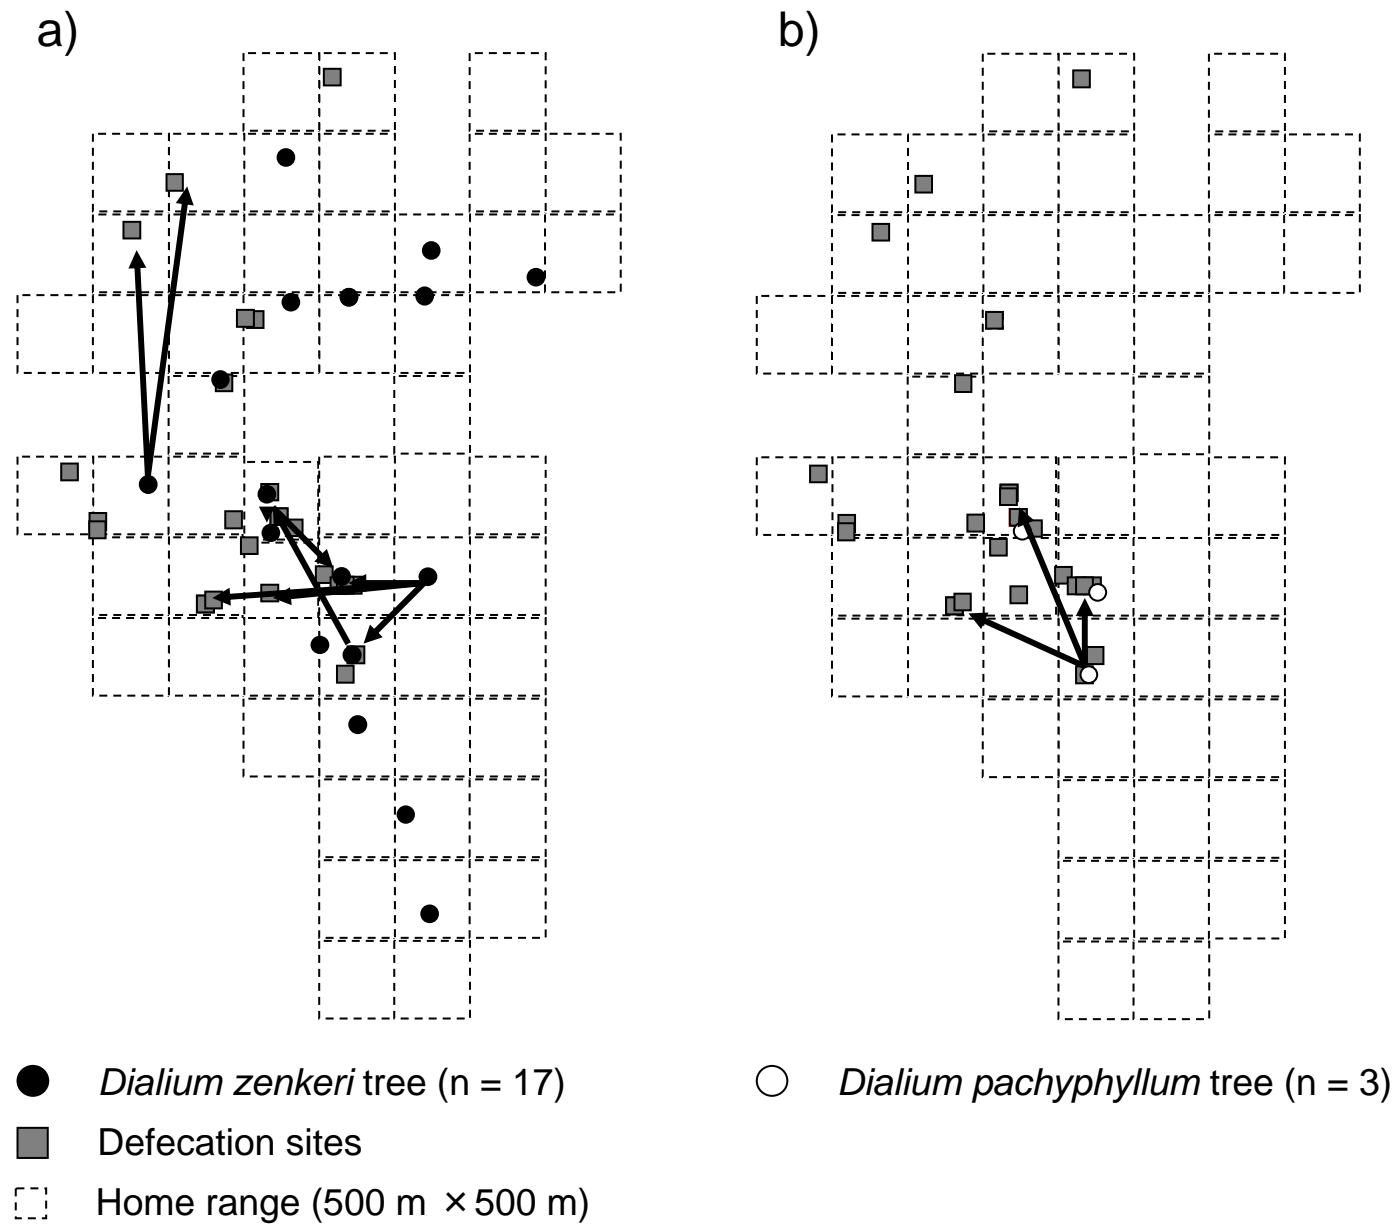 a)
b)
Dialium zenkeri tree (n = 17)
Dialium pachyphyllum tree (n = 3)
Defecation sites
Home range (500 m ×500 m)